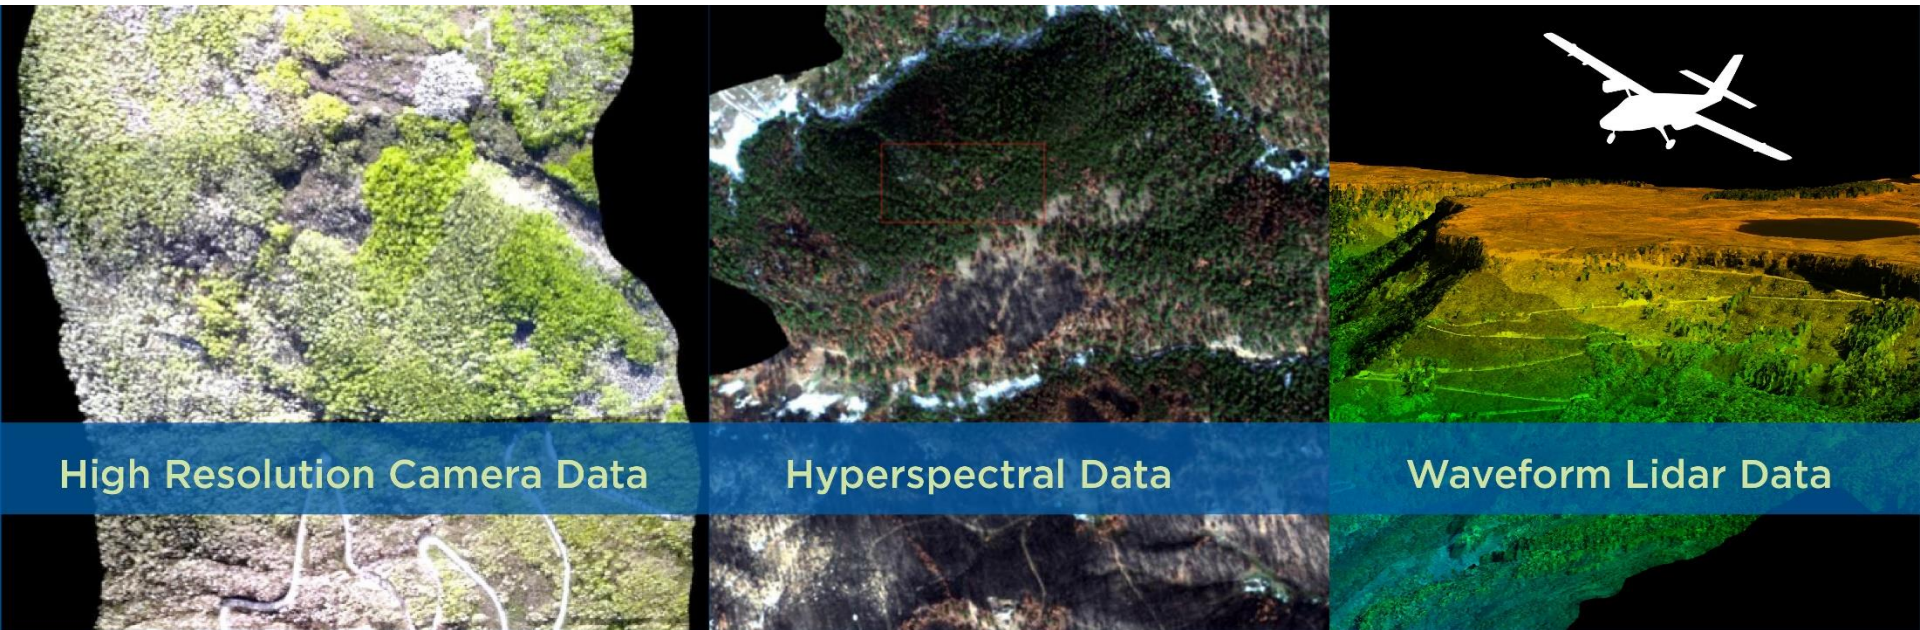 High Resolution Camera Data
Hyperspectral Data
Waveform Lidar Data